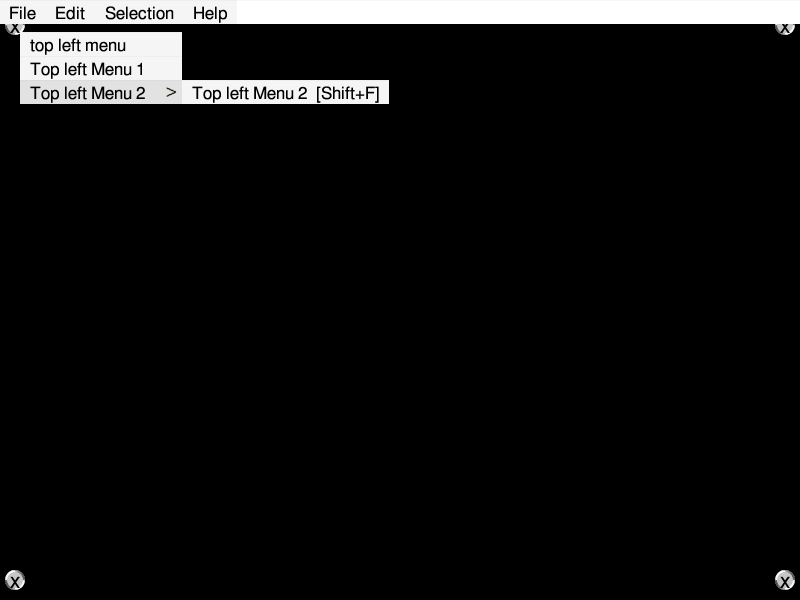 File Edit Selection Help
X X
top left menu
Top left Menu 1
Top left Menu 2 > Top left Menu 2 [Shift+F]
X X